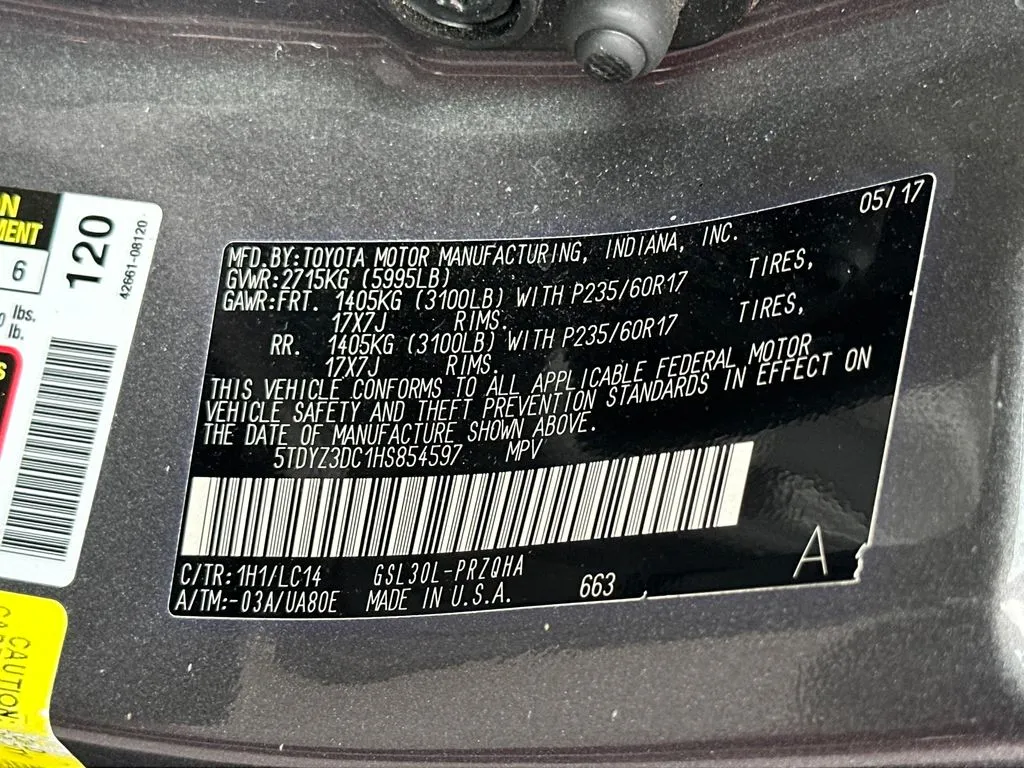 05/17
MFD.BY:TOYOTA MOTOR MANUFACTURING, INDIANA, INC.
GVWR:2715KG (5995LB)
GAWR:FRT. 1405KG (3100LB) WITH P235/60R17 TIRES,
17X7J RIMS.
RR. 1405KG (3100LB) WITH P235/60R17 TIRES,
17X7J RIMS.
THIS VEHICLE CONFORMS TO ALL APPLICABLE FEDERAL MOTOR
VEHICLE SAFETY AND THEFT PREVENTION STANDARDS IN EFFECT ON
THE DATE OF MANUFACTURE SHOWN ABOVE.
5TDYZ3DC1HS854597 MPV
C/TR:1H1/LC14 GSL30L-PRZQHA
A/TM:-03A/UA80E MADE IN U.S.A. 663
A
120
42661-08120
6
lbs.
lb.
CAUTION: